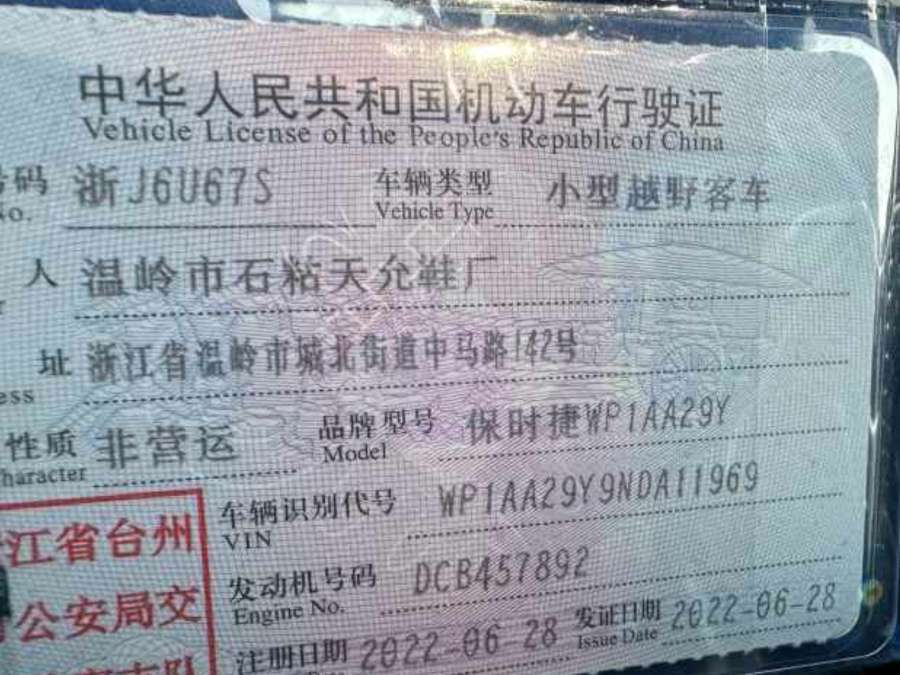 中华人民共和国机动车行驶证
Vehicle License of the People's Republic of China
号码 浙J6U67S 车辆类型 小型越野客车
No. Vehicle Type
人 温岭市石粘天允鞋厂
址 浙江省温岭市城北街道中马路142号
ess
性质 非营运 品牌型号 保时捷WP1AA29Y
haracter Model
江省台州 车辆识别代号 WP1AA29Y9NDA11969
VIN
公安局交 发动机号码 DCB457892
Engine No.
注册日期 2022-06-28 发证日期 2022-06-28
Issue Date